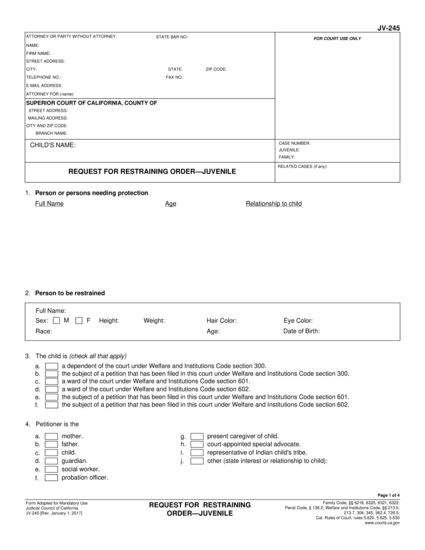 JV-245
ATTORNEY OR PARTY WITHOUT ATTORNEY: STATE BAR NO:
FOR COURT USE ONLY
NAME:
FIRM NAME:
STREET ADDRESS:
CITY: STATE: ZIP CODE:
TELEPHONE NO.: FAX NO.:
E-MAIL ADDRESS:
ATTORNEY FOR (name):
SUPERIOR COURT OF CALIFORNIA, COUNTY OF
STREET ADDRESS:
MAILING ADDRESS:
CITY AND ZIP CODE:
BRANCH NAME:
CHILD'S NAME:
CASE NUMBER:
JUVENILE:
FAMILY:
REQUEST FOR RESTRAINING ORDER—JUVENILE
RELATED CASES (if any):
1. Person or persons needing protection
Full Name Age Relationship to child
2. Person to be restrained
Full Name:
Sex: M F Height: Weight: Hair Color: Eye Color:
Race: Age: Date of Birth:
3. The child is (check all that apply)
a. a dependent of the court under Welfare and Institutions Code section 300.
b. the subject of a petition that has been filed in this court under Welfare and Institutions Code section 300.
c. a ward of the court under Welfare and Institutions Code section 601.
d. a ward of the court under Welfare and Institutions Code section 602.
e. the subject of a petition that has been filed in this court under Welfare and Institutions Code section 601.
f. the subject of a petition that has been filed in this court under Welfare and Institutions Code section 602.
4. Petitioner is the
a. mother.
b. father.
c. child.
d. guardian.
e. social worker.
f. probation officer.
g. present caregiver of child.
h. court-appointed special advocate.
i. representative of Indian child's tribe.
j. other (state interest or relationship to child):
Page 1 of 4
Form Adopted for Mandatory Use
Judicial Council of California
JV-245 [Rev. January 1, 2017]
REQUEST FOR RESTRAINING
ORDER—JUVENILE
Family Code, §§ 6218, 6320, 6321, 6322;
Penal Code, § 136.2; Welfare and Institutions Code, §§ 213.5,
213.7, 304, 345, 362.4, 726.5;
Cal. Rules of Court, rules 5.620, 5.625, 5.630
www.courts.ca.gov